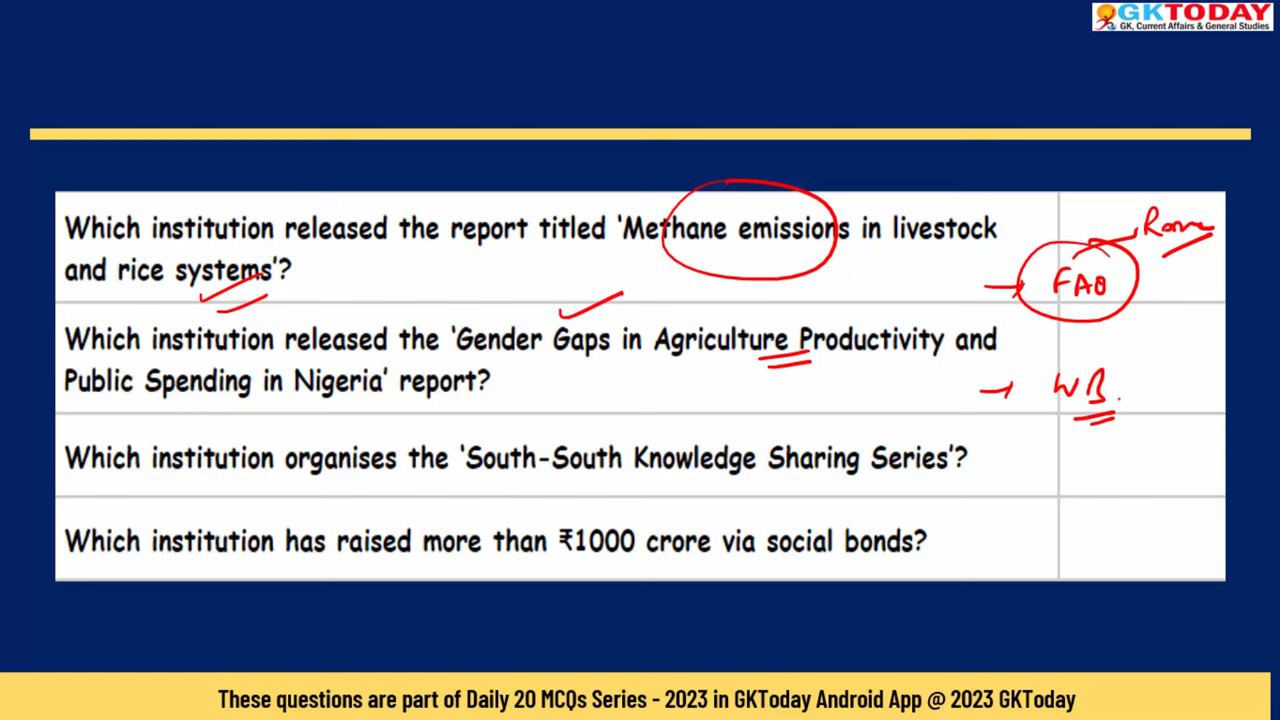 GKTODAY
GK, Current Affairs & General Studies
Which institution released the report titled ‘Methane emissions in livestock
and rice systems’?
Rome
FAO
Which institution released the ‘Gender Gaps in Agriculture Productivity and
Public Spending in Nigeria’ report?
WB.
Which institution organises the ‘South-South Knowledge Sharing Series’?
Which institution has raised more than ₹1000 crore via social bonds?
These questions are part of Daily 20 MCQs Series - 2023 in GKToday Android App @ 2023 GKToday